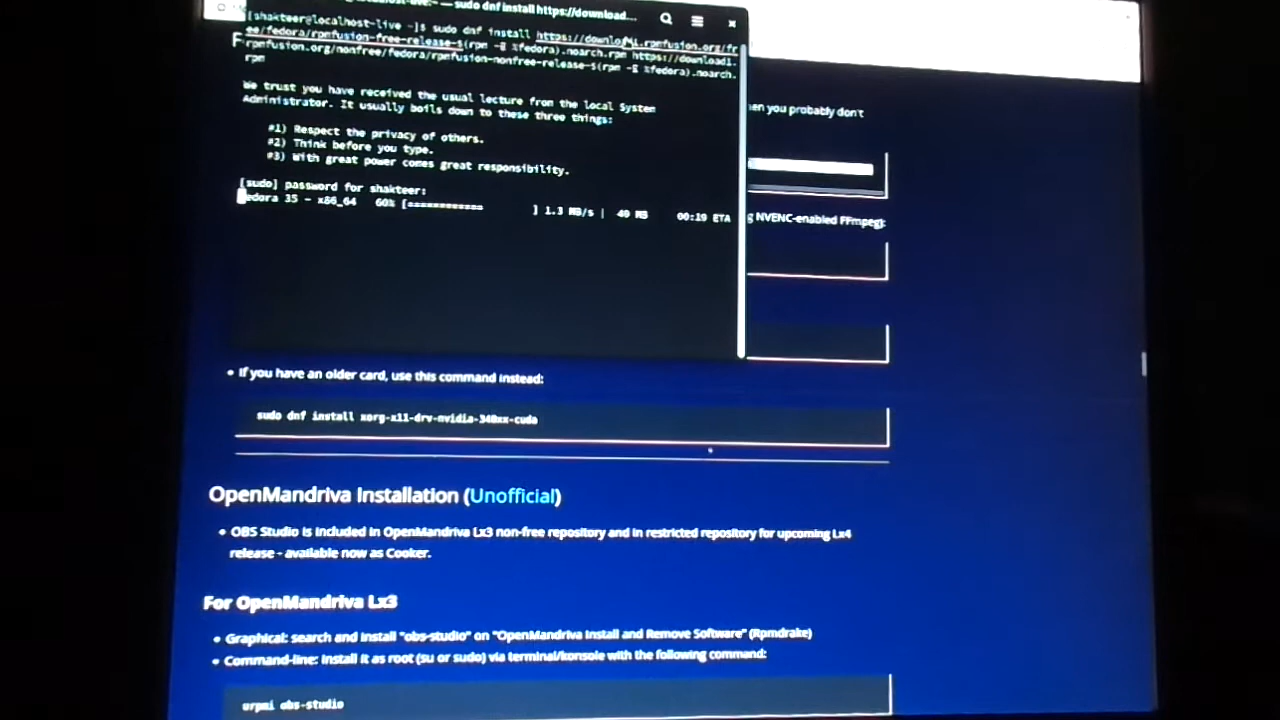 — sudo dnf install https://download...
[shakteer@localhost-live ~]$ sudo dnf install https://download1.rpmfusion.org/fr
ee/fedora/rpmfusion-free-release-$(rpm -E %fedora).noarch.rpm https://download1.
rpmfusion.org/nonfree/fedora/rpmfusion-nonfree-release-$(rpm -E %fedora).noarch.
rpm
We trust you have received the usual lecture from the local System
Administrator. It usually boils down to these three things:
#1) Respect the privacy of others.
#2) Think before you type.
#3) With great power comes great responsibility.
[sudo] password for shakteer:
edora 35 - x86_64 60% [============ ] 1.3 MB/s | 49 MB 00:19 ETA
en you probably don't
g NVENC-enabled FFmpeg):
• If you have an older card, use this command instead:
sudo dnf install xorg-x11-drv-nvidia-340xx-cuda
OpenMandriva Installation (Unofficial)
• OBS Studio is included in OpenMandriva Lx3 non-free repository and in restricted repository for upcoming Lx4
release - available now as Cooker.
For OpenMandriva Lx3
• Graphical: search and install "obs-studio" on "OpenMandriva Install and Remove Software" (Rpmdrake)
• Command-line: Install it as root (su or sudo) via terminal/konsole with the following command:
urpmi obs-studio